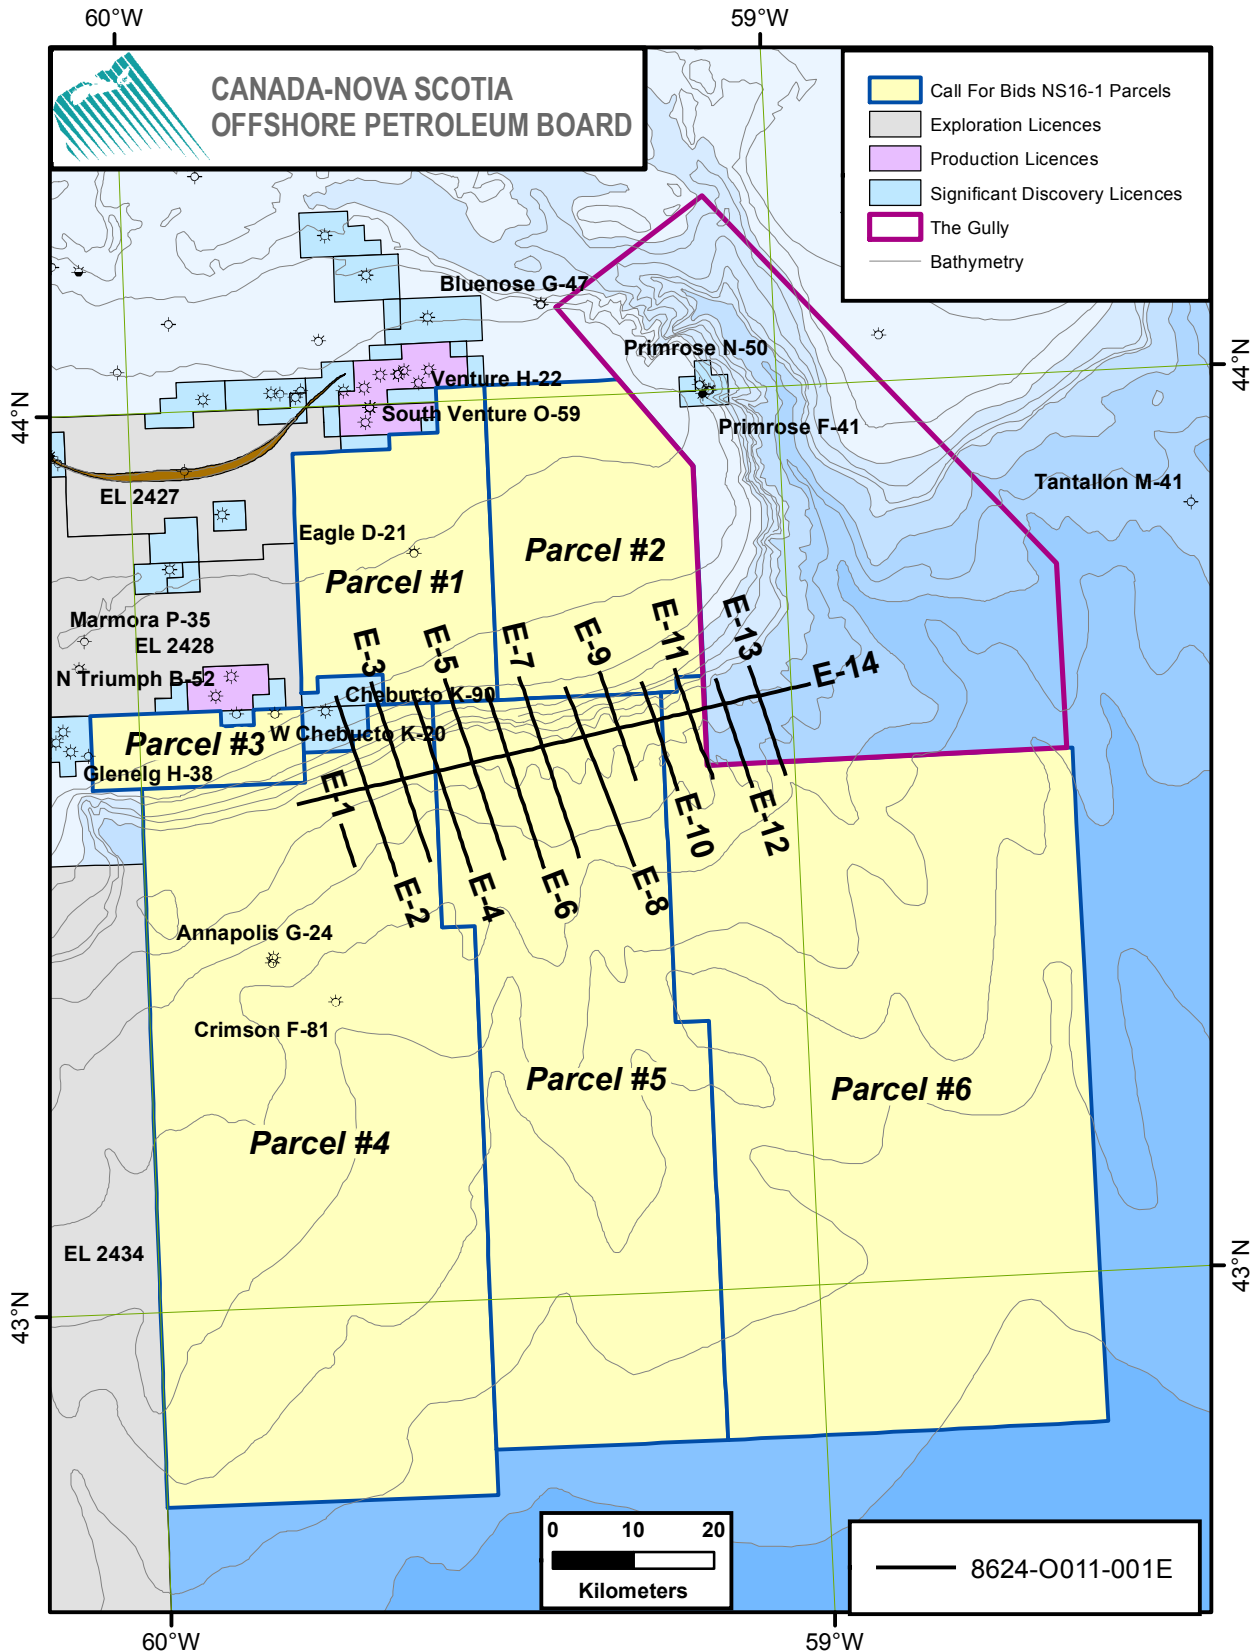 60°W
59°W
CANADA-NOVA SCOTIA
OFFSHORE PETROLEUM BOARD
Call For Bids NS16-1 Parcels
Exploration Licences
Production Licences
Significant Discovery Licences
The Gully
Bathymetry
Bluenose G-47
Primrose N-50
44°N
Venture H-22
44°N
South Venture O-59
Primrose F-41
Tantallon M-41
EL 2427
Eagle D-21
Parcel #2
Parcel #1
Marmora P-35
EL 2428
N Triumph B-52
E-3
E-5
E-7
E-9
E-11
E-13
E-14
Chebucto K-90
W Chebucto K-20
Parcel #3
Glenelg H-38
E-1
E-2
E-4
E-6
E-8
E-10
E-12
Annapolis G-24
Crimson F-81
Parcel #5
Parcel #6
Parcel #4
EL 2434
43°N
43°N
0 10 20
Kilometers
8624-O011-001E
60°W
59°W